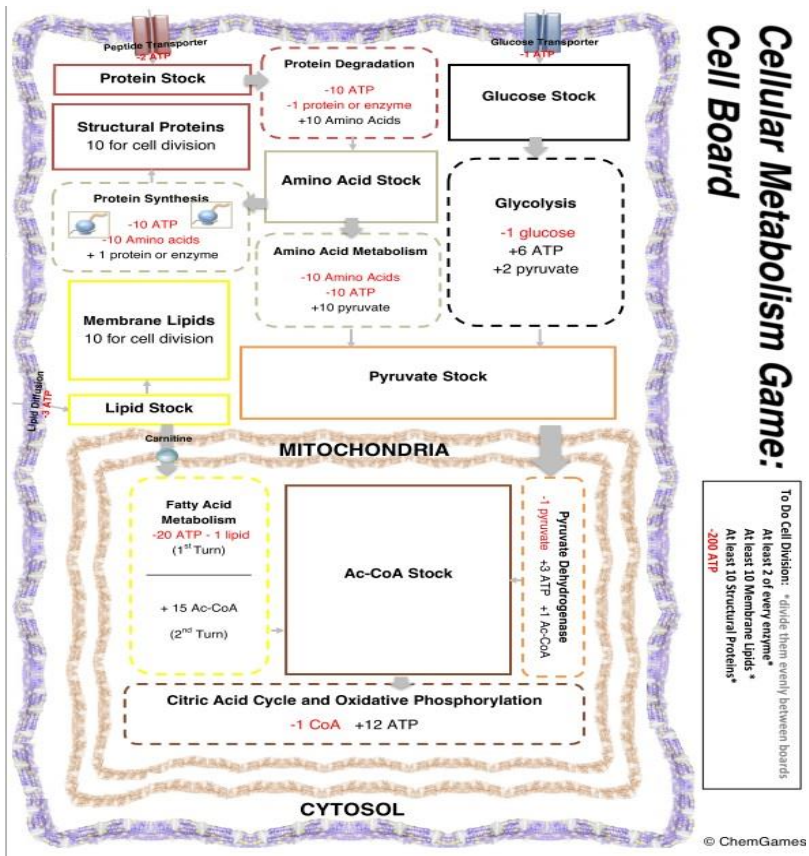 Cellular Metabolism Game:
Cell Board
Peptide Transporter
-2 ATP
Glucose Transporter
-1 ATP
Protein Stock
Protein Degradation
-10 ATP
-1 protein or enzyme
+10 Amino Acids
Glucose Stock
Structural Proteins
10 for cell division
Amino Acid Stock
Protein Synthesis
-10 ATP
-10 Amino acids
+ 1 protein or enzyme
Amino Acid Metabolism
-10 Amino Acids
-10 ATP
+10 pyruvate
Glycolysis
-1 glucose
+6 ATP
+2 pyruvate
Membrane Lipids
10 for cell division
Pyruvate Stock
Lipid Diffusion
-3 ATP
Lipid Stock
Carnitine
MITOCHONDRIA
Fatty Acid
Metabolism
-20 ATP - 1 lipid
(1st Turn)
+ 15 Ac-CoA
(2nd Turn)
Ac-CoA Stock
Pyruvate Dehydrogenase
-1 pyruvate +3 ATP +1 Ac-CoA
Citric Acid Cycle and Oxidative Phosphorylation
-1 CoA +12 ATP
CYTOSOL
To Do Cell Division: *divide them evenly between boards
At least 2 of every enzyme*
At least 10 Membrane Lipids *
At least 10 Structural Proteins*
-200 ATP
© ChemGames